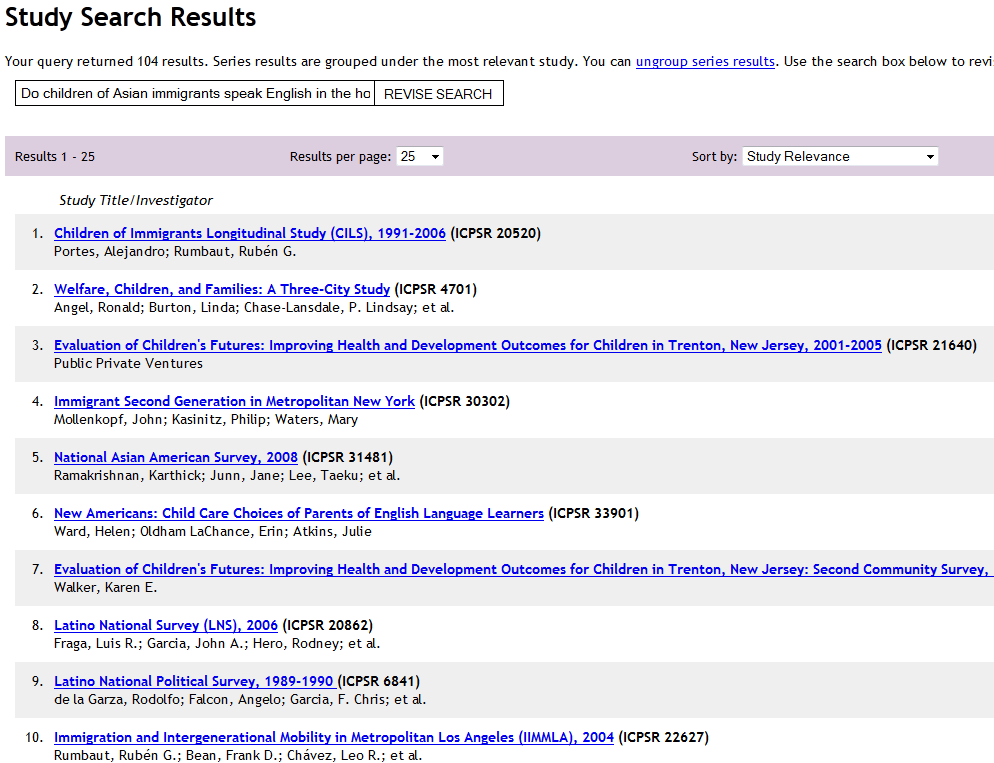 Study Search Results
Your query returned 104 results. Series results are grouped under the most relevant study. You can ungroup series results. Use the search box below to revi
Do children of Asian immigrants speak English in the ho REVISE SEARCH
Results 1 - 25 Results per page: 25 Sort by: Study Relevance
Study Title/Investigator
1. Children of Immigrants Longitudinal Study (CILS), 1991-2006 (ICPSR 20520)
Portes, Alejandro; Rumbaut, Rubén G.
2. Welfare, Children, and Families: A Three-City Study (ICPSR 4701)
Angel, Ronald; Burton, Linda; Chase-Lansdale, P. Lindsay; et al.
3. Evaluation of Children's Futures: Improving Health and Development Outcomes for Children in Trenton, New Jersey, 2001-2005 (ICPSR 21640)
Public Private Ventures
4. Immigrant Second Generation in Metropolitan New York (ICPSR 30302)
Mollenkopf, John; Kasinitz, Philip; Waters, Mary
5. National Asian American Survey, 2008 (ICPSR 31481)
Ramakrishnan, Karthick; Junn, Jane; Lee, Taeku; et al.
6. New Americans: Child Care Choices of Parents of English Language Learners (ICPSR 33901)
Ward, Helen; Oldham LaChance, Erin; Atkins, Julie
7. Evaluation of Children's Futures: Improving Health and Development Outcomes for Children in Trenton, New Jersey: Second Community Survey,
Walker, Karen E.
8. Latino National Survey (LNS), 2006 (ICPSR 20862)
Fraga, Luis R.; Garcia, John A.; Hero, Rodney; et al.
9. Latino National Political Survey, 1989-1990 (ICPSR 6841)
de la Garza, Rodolfo; Falcon, Angelo; Garcia, F. Chris; et al.
10. Immigration and Intergenerational Mobility in Metropolitan Los Angeles (IIMMLA), 2004 (ICPSR 22627)
Rumbaut, Rubén G.; Bean, Frank D.; Chávez, Leo R.; et al.